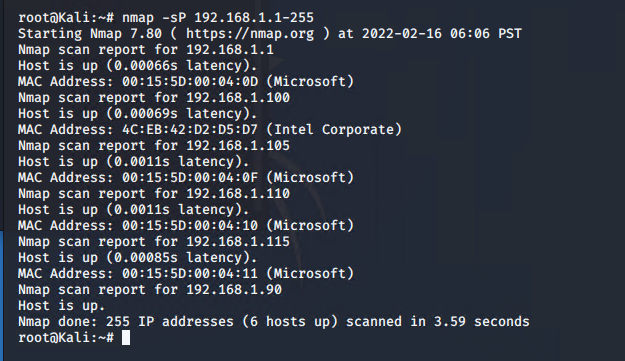 root@Kali:~# nmap -sP 192.168.1.1-255
Starting Nmap 7.80 ( https://nmap.org ) at 2022-02-16 06:06 PST
Nmap scan report for 192.168.1.1
Host is up (0.00066s latency).
MAC Address: 00:15:5D:00:04:0D (Microsoft)
Nmap scan report for 192.168.1.100
Host is up (0.00069s latency).
MAC Address: 4C:EB:42:D2:D5:D7 (Intel Corporate)
Nmap scan report for 192.168.1.105
Host is up (0.0011s latency).
MAC Address: 00:15:5D:00:04:0F (Microsoft)
Nmap scan report for 192.168.1.110
Host is up (0.0011s latency).
MAC Address: 00:15:5D:00:04:10 (Microsoft)
Nmap scan report for 192.168.1.115
Host is up (0.00085s latency).
MAC Address: 00:15:5D:00:04:11 (Microsoft)
Nmap scan report for 192.168.1.90
Host is up.
Nmap done: 255 IP addresses (6 hosts up) scanned in 3.59 seconds
root@Kali:~#